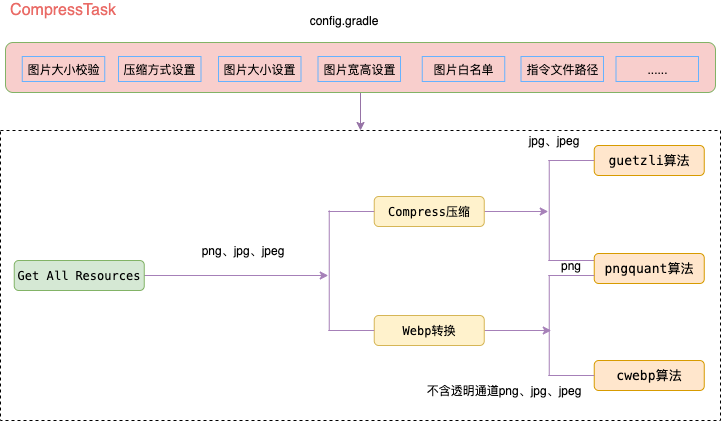 CompressTask
config.gradle
图片大小校验
压缩方式设置
图片大小设置
图片宽高设置
图片白名单
指令文件路径
......
jpg、jpeg
guetzli算法
Compress压缩
png、jpg、jpeg
Get All Resources
png
pngquant算法
Webp转换
cwebp算法
不含透明通道png、jpg、jpeg